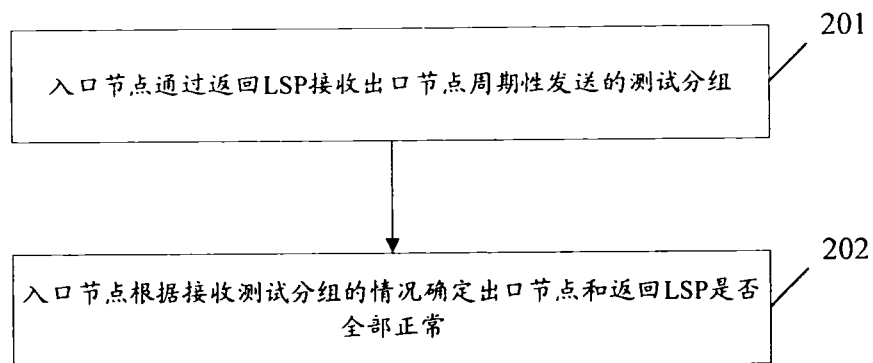 201
入口节点通过返回LSP接收出口节点周期性发送的测试分组
202
入口节点根据接收测试分组的情况确定出口节点和返回LSP是否
全部正常